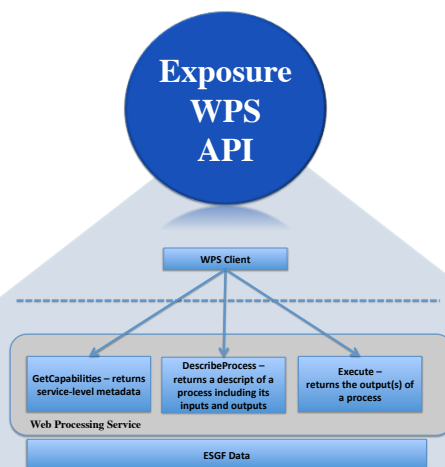 Exposure
WPS
API
WPS Client
GetCapabilities – returns
service-level metadata
DescribeProcess –
returns a descript of a
process including its
inputs and outputs
Execute –
returns the output(s) of
a process
Web Processing Service
ESGF Data